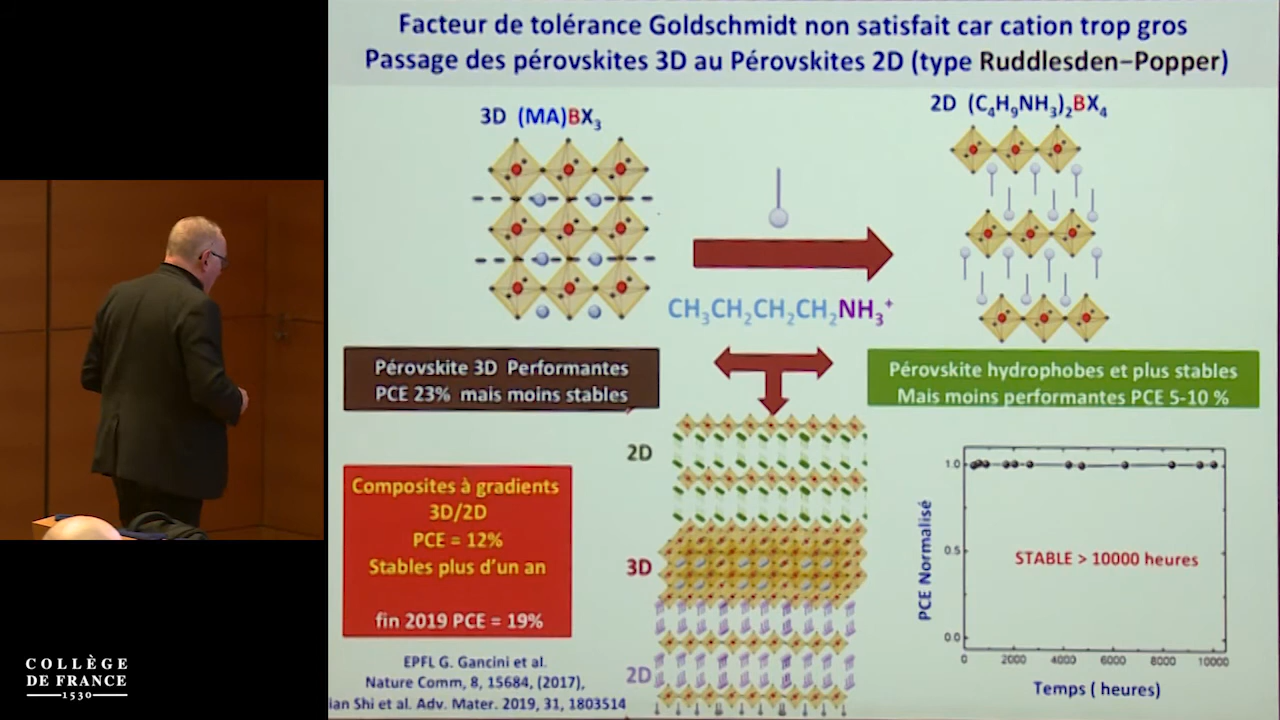 Facteur de tolérance Goldschmidt non satisfait car cation trop gros
Passage des pérovskites 3D au Pérovskites 2D (type Ruddlesden–Popper)
3D (MA)BX₃
2D (C₄H₉NH₃)₂BX₄
CH₃CH₂CH₂CH₂NH₃⁺
Pérovskite 3D Performantes
PCE 23% mais moins stables
Pérovskite hydrophobes et plus stables
Mais moins performantes PCE 5-10 %
Composites à gradients
3D/2D
PCE = 12%
Stables plus d'un an
fin 2019 PCE = 19%
2D
3D
2D
PCE Normalisé
1.0
0.5
0.0
STABLE > 10000 heures
0 2000 4000 6000 8000 10000
Temps ( heures)
EPFL G. Gancini et al.
Nature Comm, 8, 15684, (2017),
ian Shi et al. Adv. Mater. 2019, 31, 1803514
COLLÈGE
DE FRANCE
1530